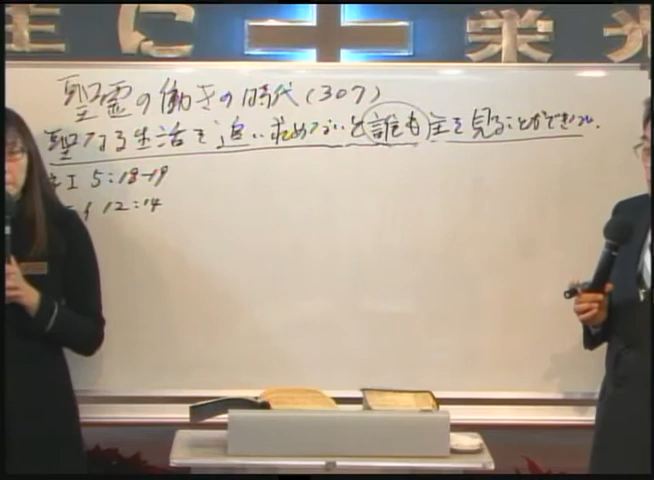 主に 栄光
聖霊の働きの時代(307)
聖なる生活を追い求めないと誰も主を見ることができない.
I 5:18-19
12:14